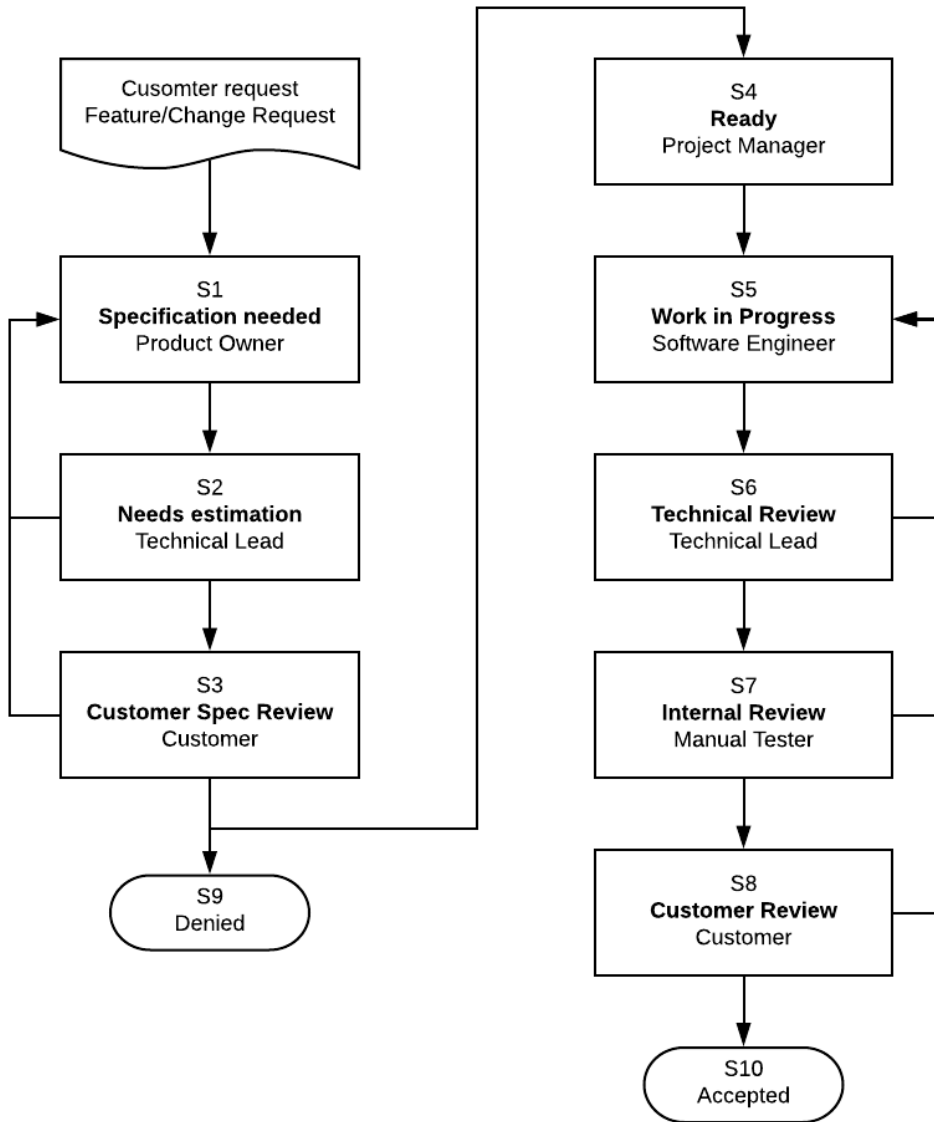 Cusomter request
Feature/Change Request
S1
Specification needed
Product Owner
S2
Needs estimation
Technical Lead
S3
Customer Spec Review
Customer
S9
Denied
S4
Ready
Project Manager
S5
Work in Progress
Software Engineer
S6
Technical Review
Technical Lead
S7
Internal Review
Manual Tester
S8
Customer Review
Customer
S10
Accepted